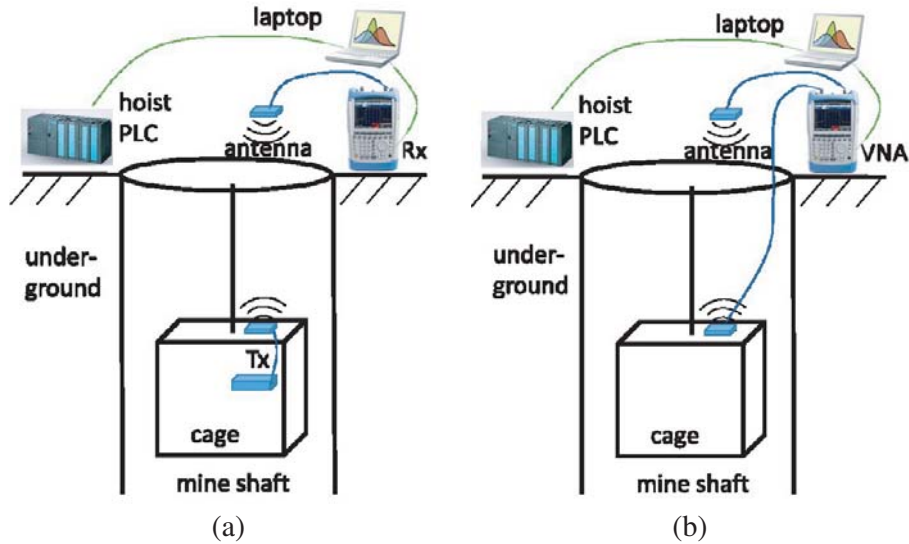 laptop
hoist
PLC
antenna
Rx
under-
ground
Tx
cage
mine shaft
(a)
laptop
hoist
PLC
antenna
VNA
under-
ground
cage
mine shaft
(b)